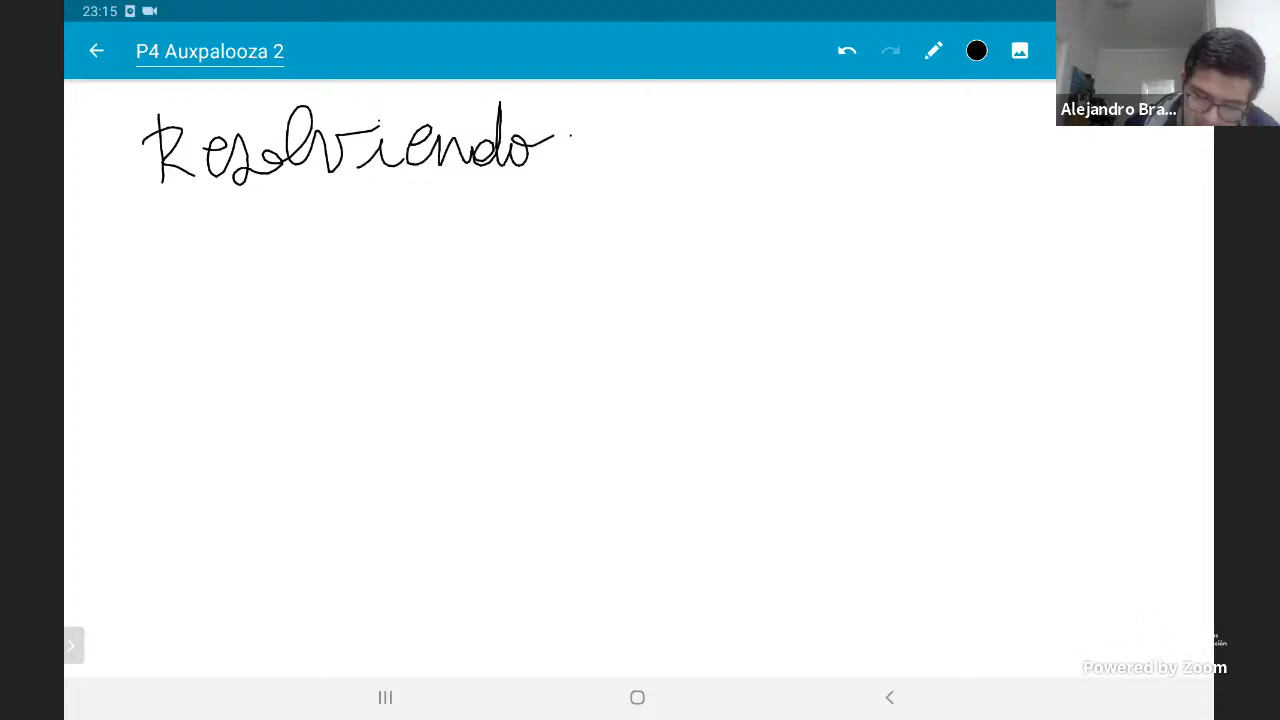 23:15
P4 Auxpalooza 2
Alejandro Bra...
Resolviendo
Powered by Zoom